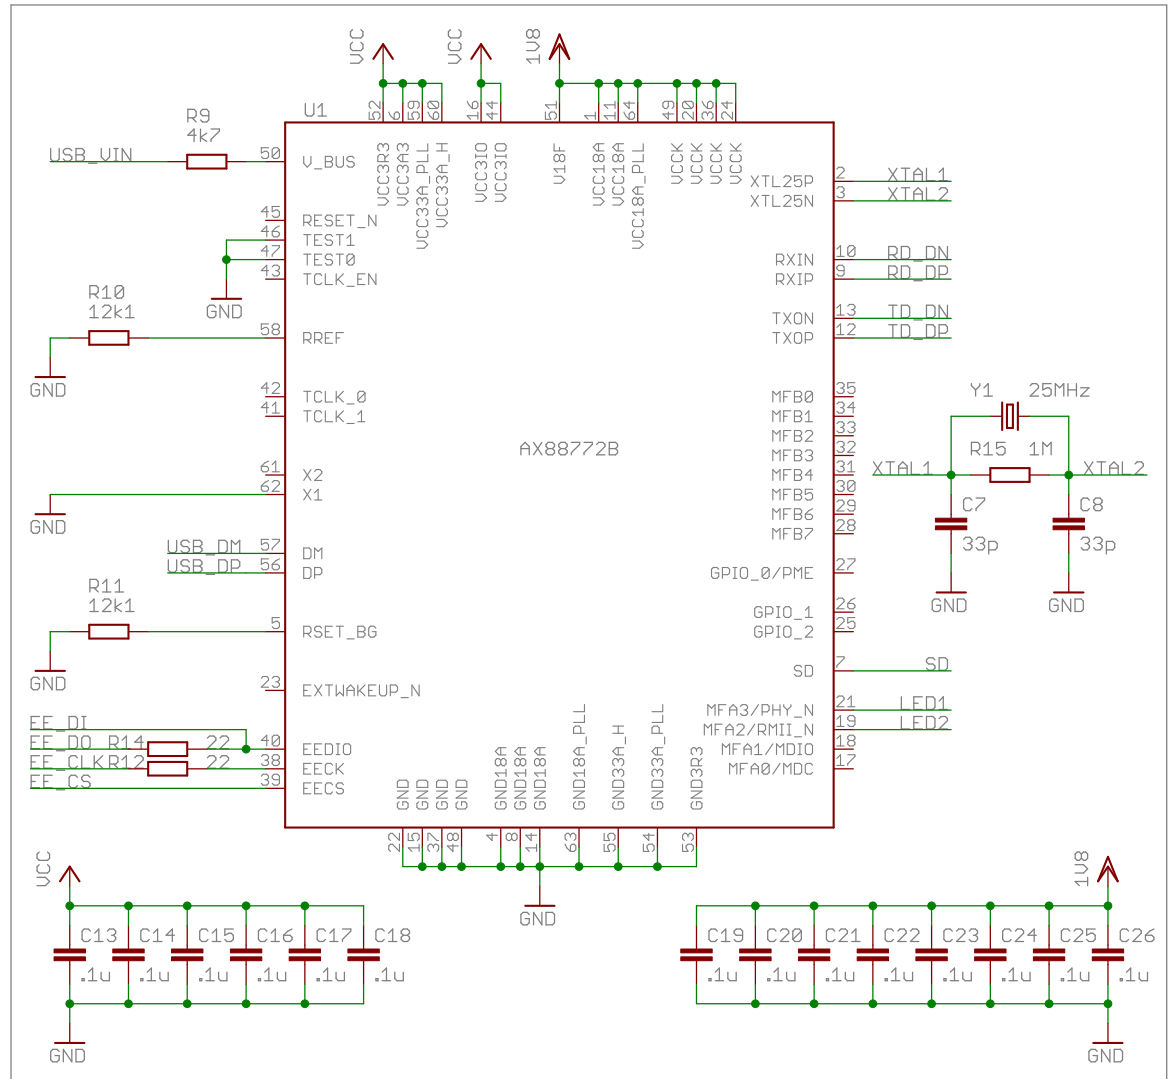 VCC
VCC
1V8
U1
52
6
59
60
16
44
51
1
11
64
49
20
36
24
VCC3R3
VCC3A3
VCC33A_PLL
VCC33A_H
VCC3IO
VCC3IO
V18F
VCC18A
VCC18A
VCC18A_PLL
VCCK
VCCK
VCCK
VCCK
R9
4k7
USB_VIN
50
V_BUS
45
RESET_N
46
TEST1
47
TEST0
43
TCLK_EN
GND
R10
12k1
58
RREF
GND
42
TCLK_0
41
TCLK_1
61
X2
62
X1
GND
USB_DM
57
DM
USB_DP
56
DP
R11
12k1
5
RSET_BG
GND
23
EXTWAKEUP_N
EE_DI
EE_DO
R14
22
40
EEDIO
EE_CLK
R12
22
38
EECK
EE_CS
39
EECS
AX88772B
XTL25P
2
XTAL1
XTL25N
3
XTAL2
RXIN
10
RD_DN
RXIP
9
RD_DP
TXON
13
TD_DN
TXOP
12
TD_DP
MFB0
35
MFB1
34
MFB2
33
MFB3
32
MFB4
31
MFB5
30
MFB6
29
MFB7
28
GPIO_0/PME
27
GPIO_1
26
GPIO_2
25
SD
7
SD
MFA3/PHY_N
21
LED1
MFA2/RMII_N
19
LED2
MFA1/MDIO
18
MFA0/MDC
17
Y1
25MHz
R15
1M
XTAL1
XTAL2
C7
33p
C8
33p
GND
GND
GND
GND
GND
GND
GND18A
GND18A
GND18A
GND18A_PLL
GND33A_H
GND33A_PLL
GND3R3
22
15
37
48
4
8
14
63
55
54
53
GND
VCC
C13
C14
C15
C16
C17
C18
.1u
.1u
.1u
.1u
.1u
.1u
GND
1V8
C19
C20
C21
C22
C23
C24
C25
C26
.1u
.1u
.1u
.1u
.1u
.1u
.1u
.1u
GND